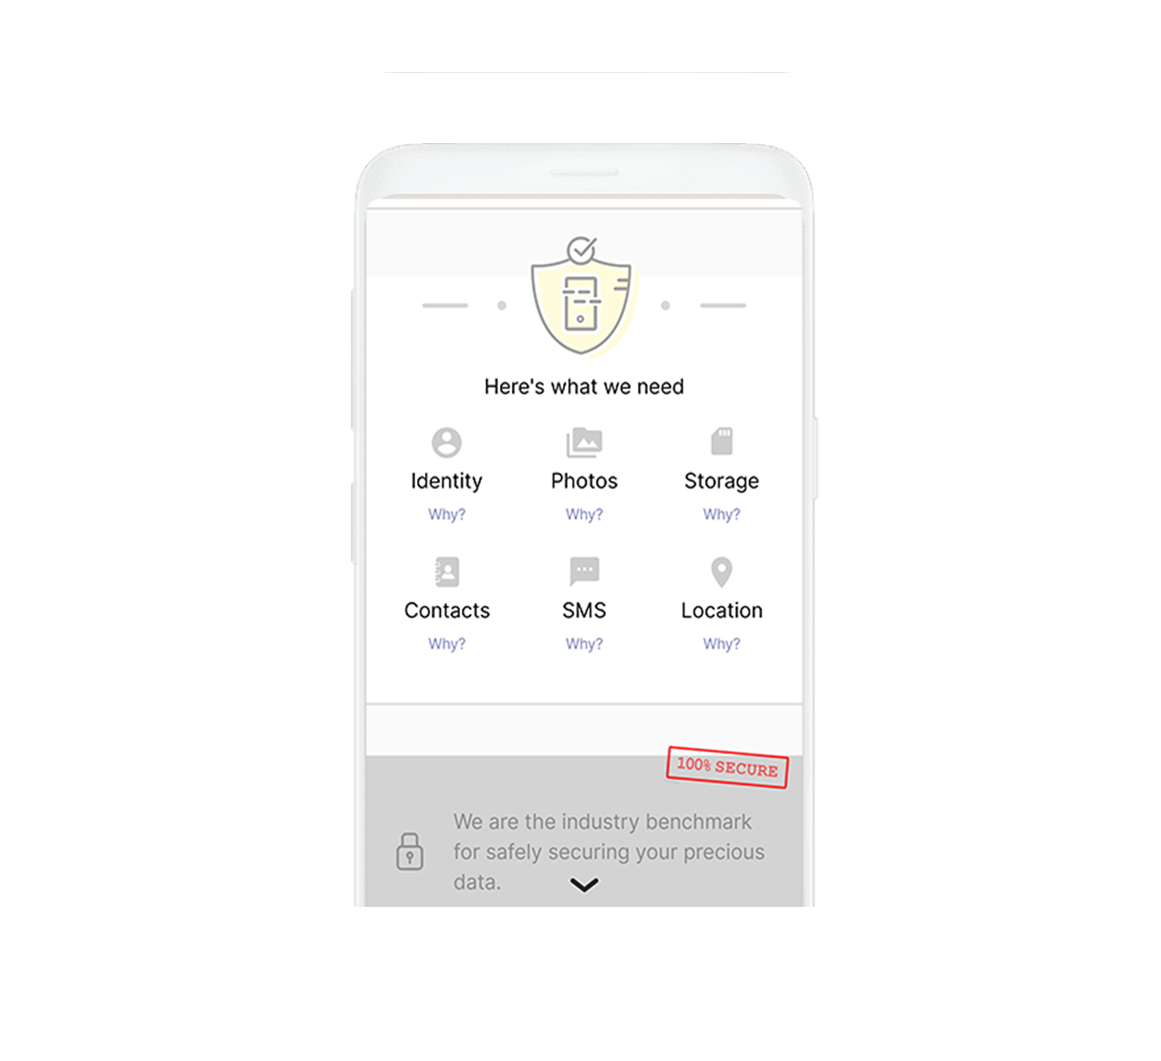 Here's what we need
Identity
Photos
Storage
Why?
Why?
Why?
Contacts
SMS
Location
Why?
Why?
Why?
100% SECURE
We are the industry benchmark
for safely securing your precious
data.